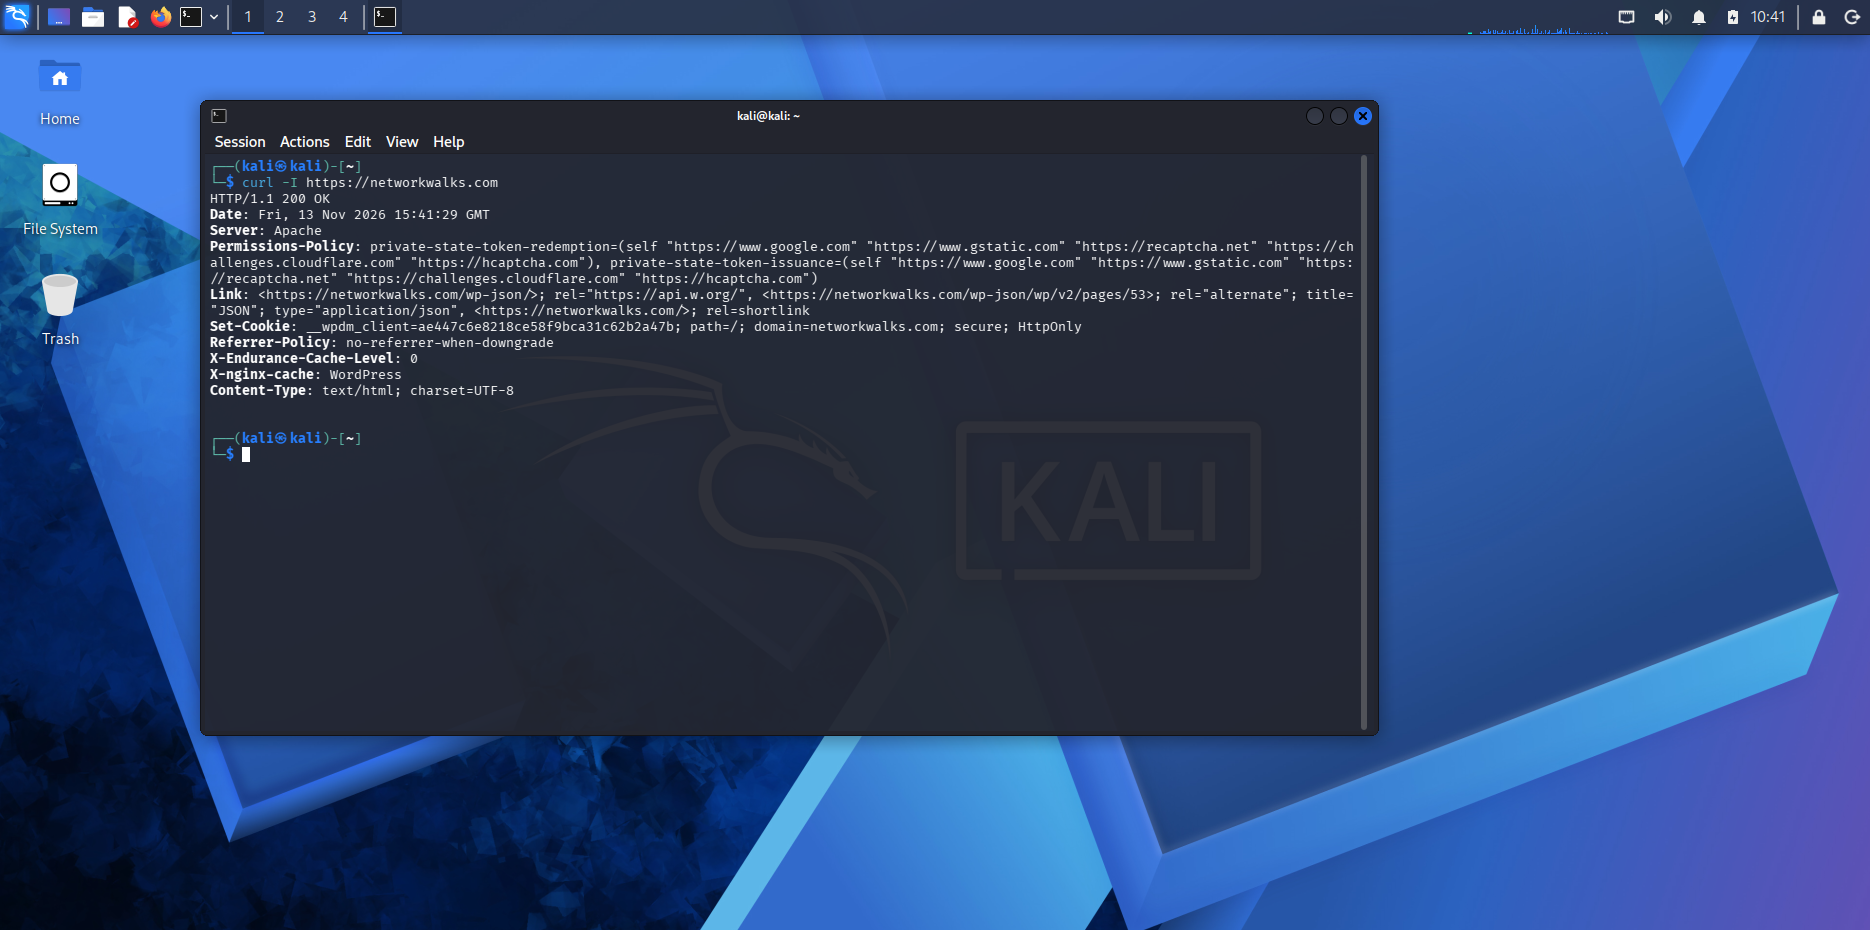 1 2 3 4 10:41
Home
File System
Trash
kali@kali: ~
Session Actions Edit View Help
┌──(kali㉿kali)-[~]
└─$ curl -I https://networkwalks.com
HTTP/1.1 200 OK
Date: Fri, 13 Nov 2026 15:41:29 GMT
Server: Apache
Permissions-Policy: private-state-token-redemption=(self "https://www.google.com" "https://www.gstatic.com" "https://recaptcha.net" "https://ch
allenges.cloudflare.com" "https://hcaptcha.com"), private-state-token-issuance=(self "https://www.google.com" "https://www.gstatic.com" "https:
//recaptcha.net" "https://challenges.cloudflare.com" "https://hcaptcha.com")
Link: <https://networkwalks.com/wp-json/>; rel="https://api.w.org/", <https://networkwalks.com/wp-json/wp/v2/pages/53>; rel="alternate"; title=
"JSON"; type="application/json", <https://networkwalks.com/>; rel=shortlink
Set-Cookie: __wpdm_client=ae447c6e8218ce58f9bca31c62b2a47b; path=/; domain=networkwalks.com; secure; HttpOnly
Referrer-Policy: no-referrer-when-downgrade
X-Endurance-Cache-Level: 0
X-nginx-cache: WordPress
Content-Type: text/html; charset=UTF-8
┌──(kali㉿kali)-[~]
└─$
KALI